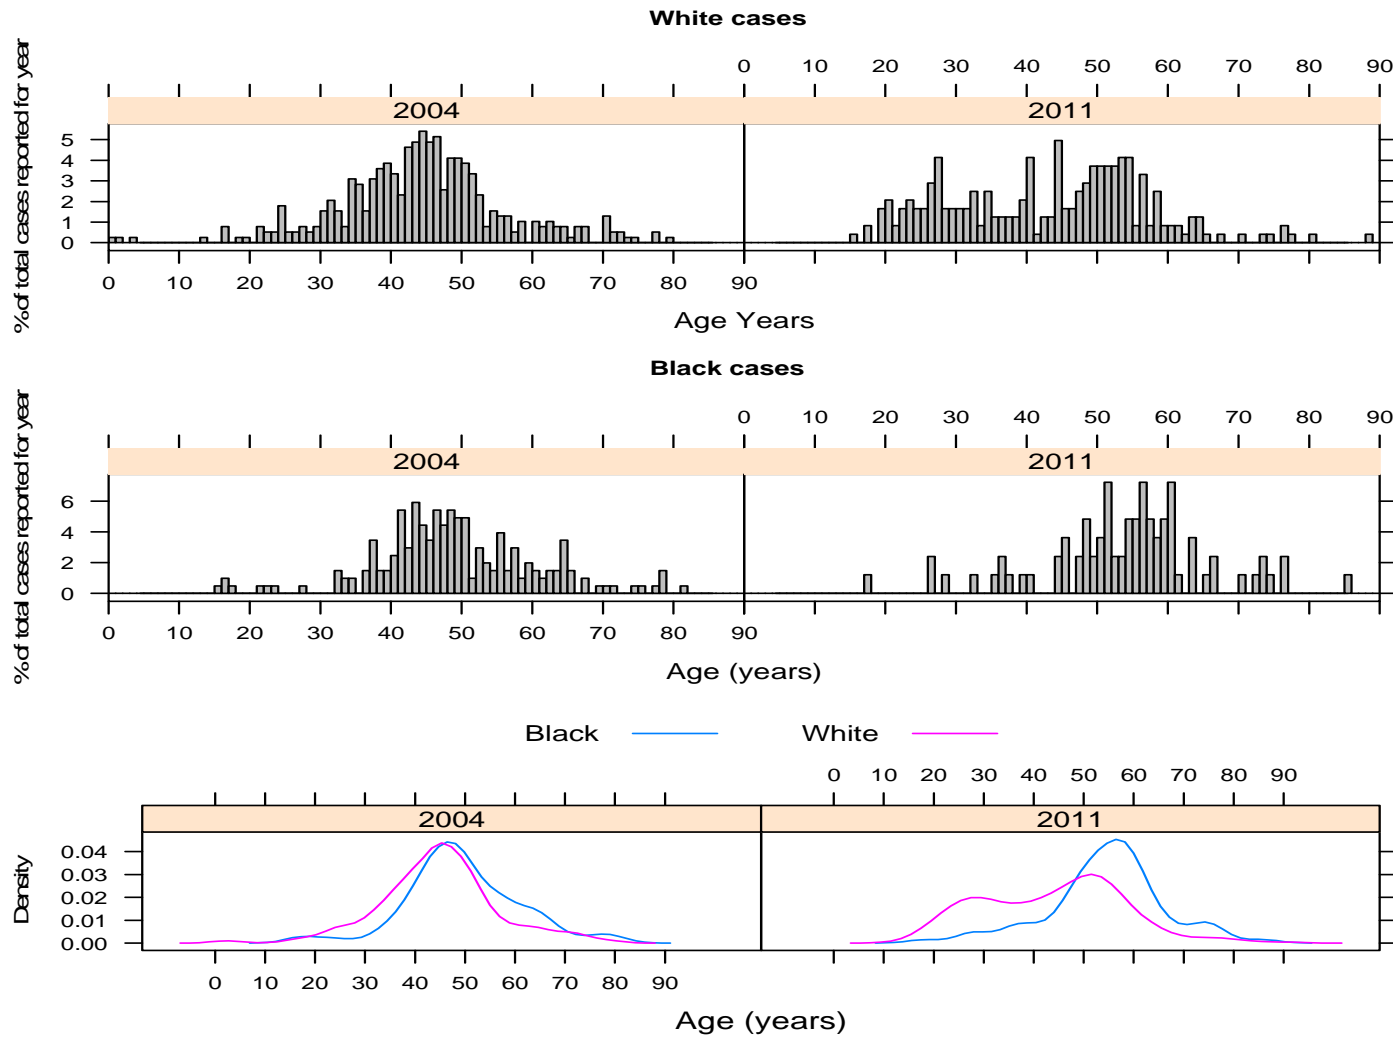 White cases
% of total cases reported for year
0 10 20 30 40 50 60 70 80 90
2004 2011
5
4
3
2
1
0
0 10 20 30 40 50 60 70 80 90
Age Years
Black cases
% of total cases reported for year
0 10 20 30 40 50 60 70 80 90
2004 2011
6
4
2
0
0 10 20 30 40 50 60 70 80 90
Age (years)
Black White
0 10 20 30 40 50 60 70 80 90
2004 2011
Density
0.04
0.03
0.02
0.01
0.00
0 10 20 30 40 50 60 70 80 90
Age (years)